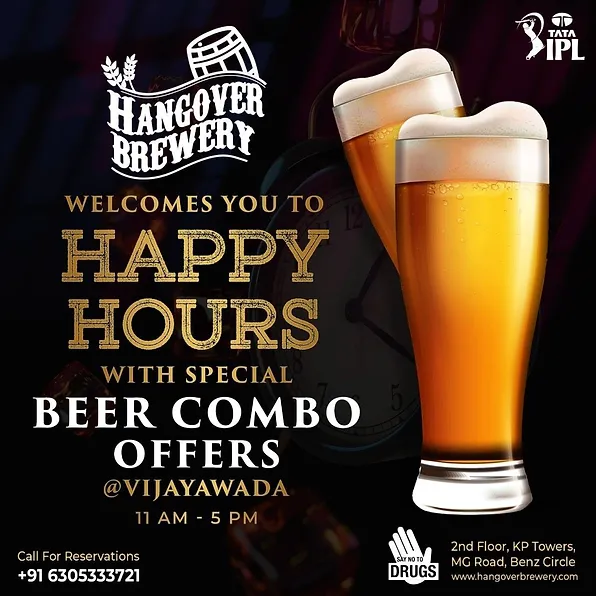 HANGOVER
BREWERY
TATA
IPL
WELCOMES YOU TO
HAPPY
HOURS
WITH SPECIAL
BEER COMBO
OFFERS
@VIJAYAWADA
11 AM - 5 PM
Call For Reservations
+91 6305333721
SAY NO TO
DRUGS
2nd Floor, KP Towers,
MG Road, Benz Circle
www.hangoverbrewery.com